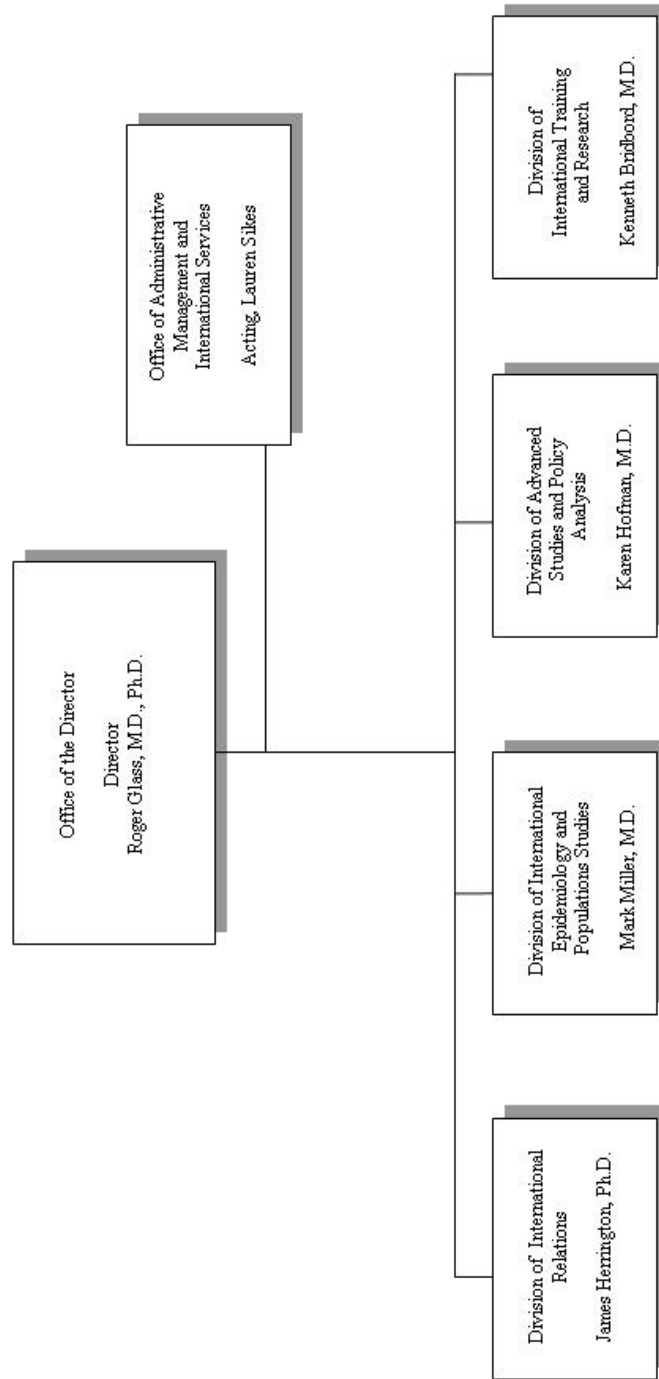 Office of the Director
Director
Roger Glass, M.D., Ph.D.
Office of Administrative
Management and
International Services
Acting, Lauren Sikes
Division of International
Relations
James Herrington, Ph.D.
Division of International
Epidemiology and
Populations Studies
Mark Miller, M.D.
Division of Advanced
Studies and Policy
Analysis
Karen Hofman, M.D.
Division of
International Training
and Research
Kenneth Bridbord, M.D.